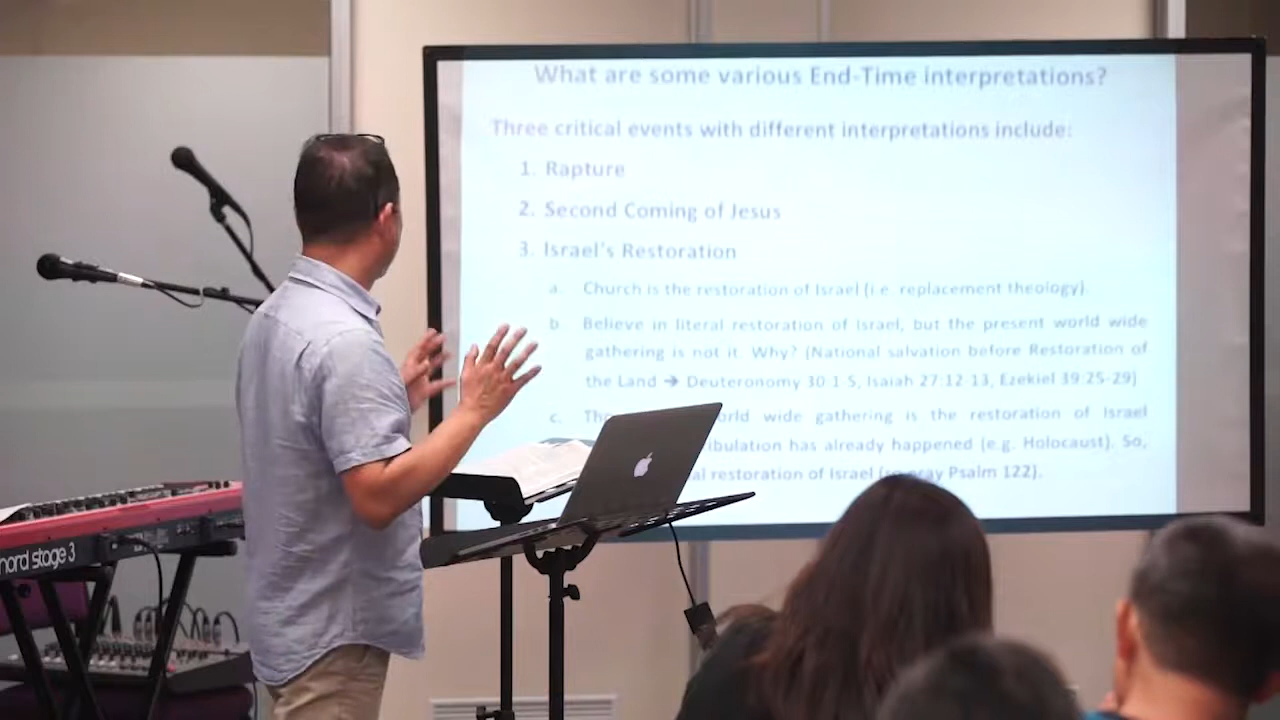 What are some various End-Time interpretations?
Three critical events with different interpretations include:
1. Rapture
2. Second Coming of Jesus
3. Israel's Restoration
a. Church is the restoration of Israel (i.e. replacement theology).
b. Believe in literal restoration of Israel, but the present world wide
gathering is not it. Why? (National salvation before Restoration of
the Land ➔ Deuteronomy 30:1-5, Isaiah 27:12-13, Ezekiel 39:25-29)
c. wide gathering is the restoration of Israel
has already happened (e.g. Holocaust). So,
restoration of Israel (so pray Psalm 122).
nord stage 3